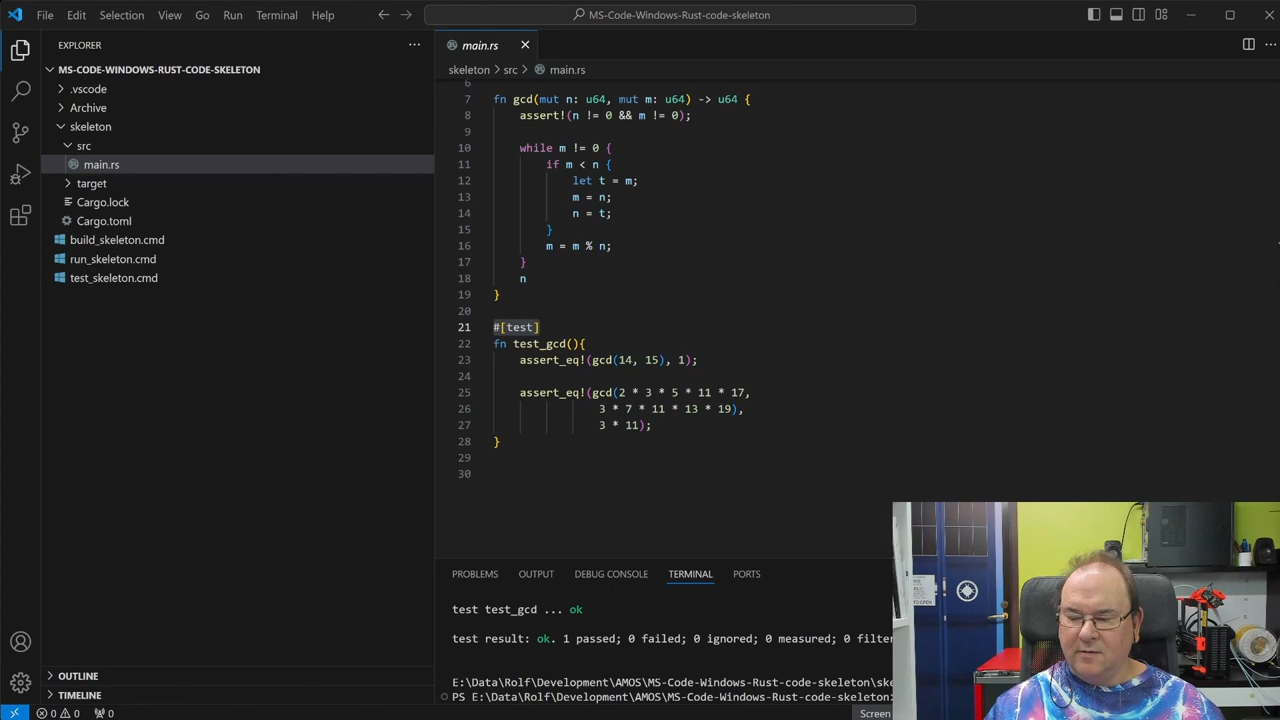 File Edit Selection View Go Run Terminal Help
MS-Code-Windows-Rust-code-skeleton
EXPLORER
MS-CODE-WINDOWS-RUST-CODE-SKELETON
.vscode
Archive
skeleton
src
main.rs
target
Cargo.lock
Cargo.toml
build_skeleton.cmd
run_skeleton.cmd
test_skeleton.cmd
OUTLINE
TIMELINE
0 0 0
main.rs
skeleton > src > main.rs
6
7 fn gcd(mut n: u64, mut m: u64) -> u64 {
8 assert!(n != 0 && m != 0);
9
10 while m != 0 {
11 if m < n {
12 let t = m;
13 m = n;
14 n = t;
15 }
16 m = m % n;
17 }
18 n
19 }
20
21 #[test]
22 fn test_gcd(){
23 assert_eq!(gcd(14, 15), 1);
24
25 assert_eq!(gcd(2 * 3 * 5 * 11 * 17,
26 3 * 7 * 11 * 13 * 19),
27 3 * 11);
28 }
29
30
PROBLEMS OUTPUT DEBUG CONSOLE TERMINAL PORTS
test test_gcd ... ok
test result: ok. 1 passed; 0 failed; 0 ignored; 0 measured; 0 filter
E:\Data\Rolf\Development\AMOS\MS-Code-Windows-Rust-code-skeleton\ske
PS E:\Data\Rolf\Development\AMOS\MS-Code-Windows-Rust-code-skeleton>
Screen